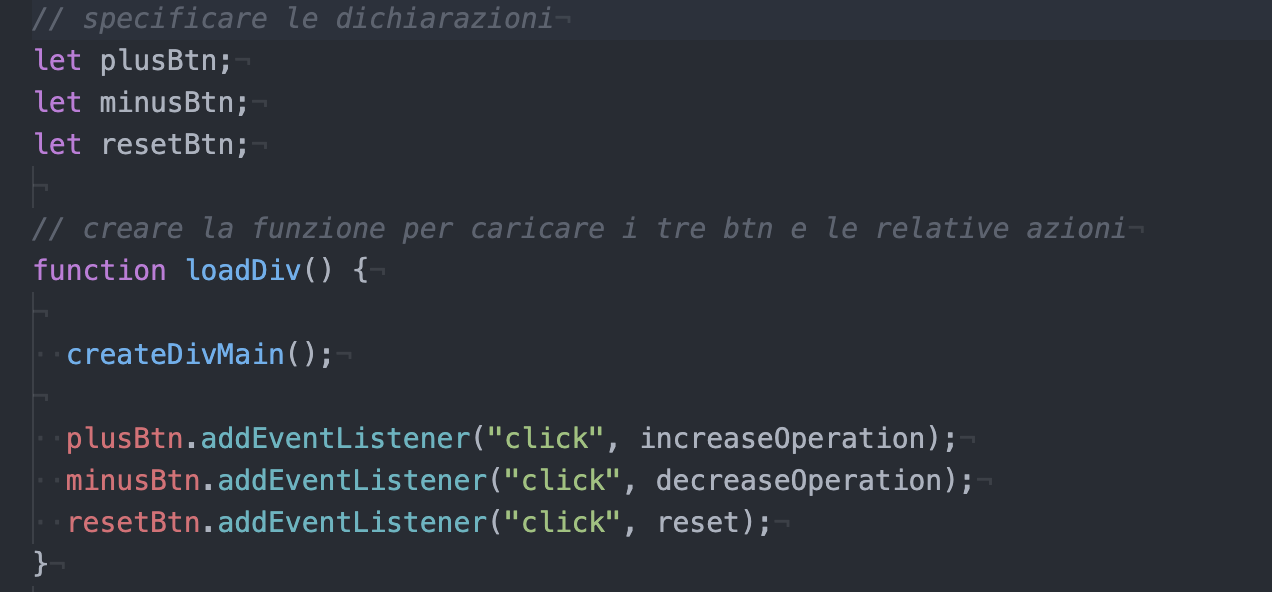 // specificare le dichiarazioni¬
let plusBtn;¬
let minusBtn;¬
let resetBtn;¬
¬
// creare la funzione per caricare i tre btn e le relative azioni¬
function loadDiv() {¬
¬
··createDivMain();¬
¬
··plusBtn.addEventListener("click", increaseOperation);¬
··minusBtn.addEventListener("click", decreaseOperation);¬
··resetBtn.addEventListener("click", reset);¬
}¬